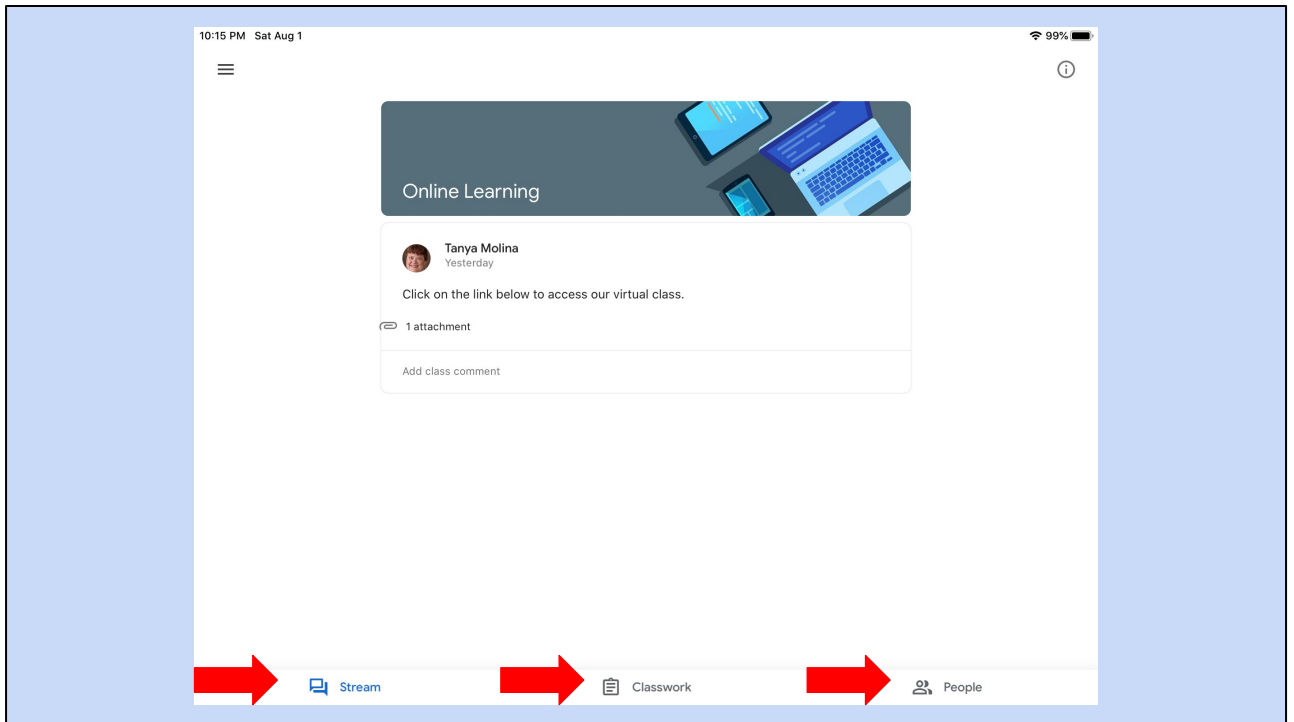 10:15 PM Sat Aug 1
99%
Online Learning
Tanya Molina
Yesterday
Click on the link below to access our virtual class.
1 attachment
Add class comment
Stream
Classwork
People